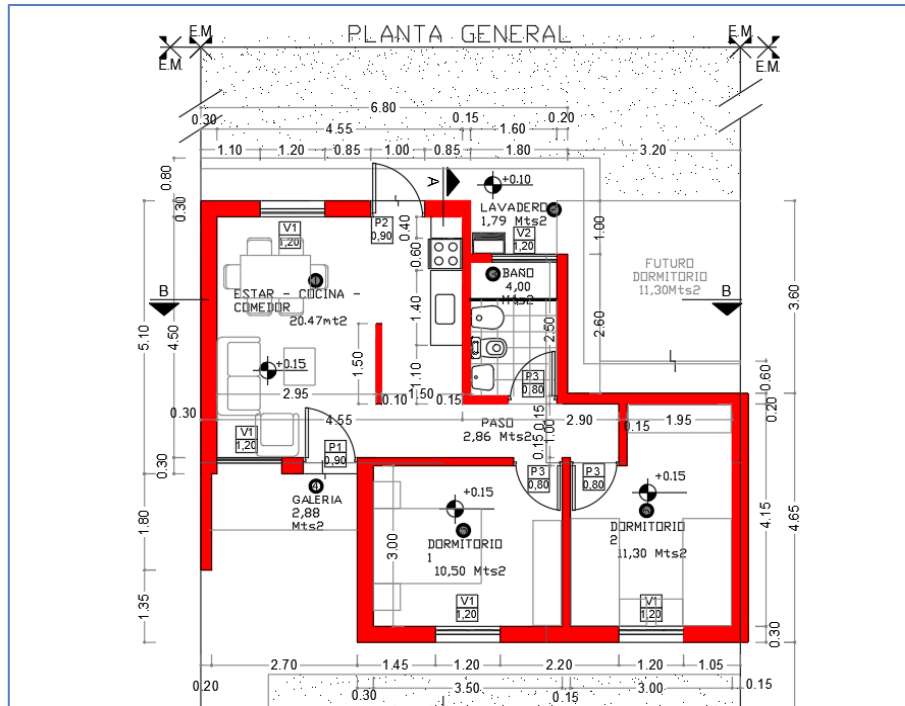 PLANTA GENERAL
E.M. E.M.
E.M. E.M.
6.80
0.30 4.55 0.15 1.60 0.20
1.10 1.20 0.85 1.00 0.85 1.80 3.20
0.80
0.30
A
+0.10
LAVADERO
1,79 Mts2
V1
1,20
P2
0,90
0.40
V2
1,20
1.00
0.60
BAÑO
4,00
Mts2
FUTURO
DORMITORIO
11,30Mts2
B B
ESTAR - COCINA -
COMEDOR
20.47mt2
1.40
3.60
5.10
4.50
2.50
2.60
+0.15
1.50
1.10
P3
0,80
0.60
2.95 0.10 1.50 0.15
0.30 4.55
PASO
2,86 Mts2
0.15
1.00
0.15
2.90 1.95
0.15
0.20
V1
1,20
P1
0,90
0.30
P3
0,80
P3
0,80
GALERIA
2,88
Mts2
+0.15
+0.15
1.80
3.00
DORMITORIO
1
10,50 Mts2
DORMITORIO
2
11,30 Mts2
4.15
4.65
1.35
V1
1,20
V1
1,20
0.30
2.70 1.45 1.20 2.20 1.20 1.05
0.20 0.30 3.50 0.15 3.00 0.15